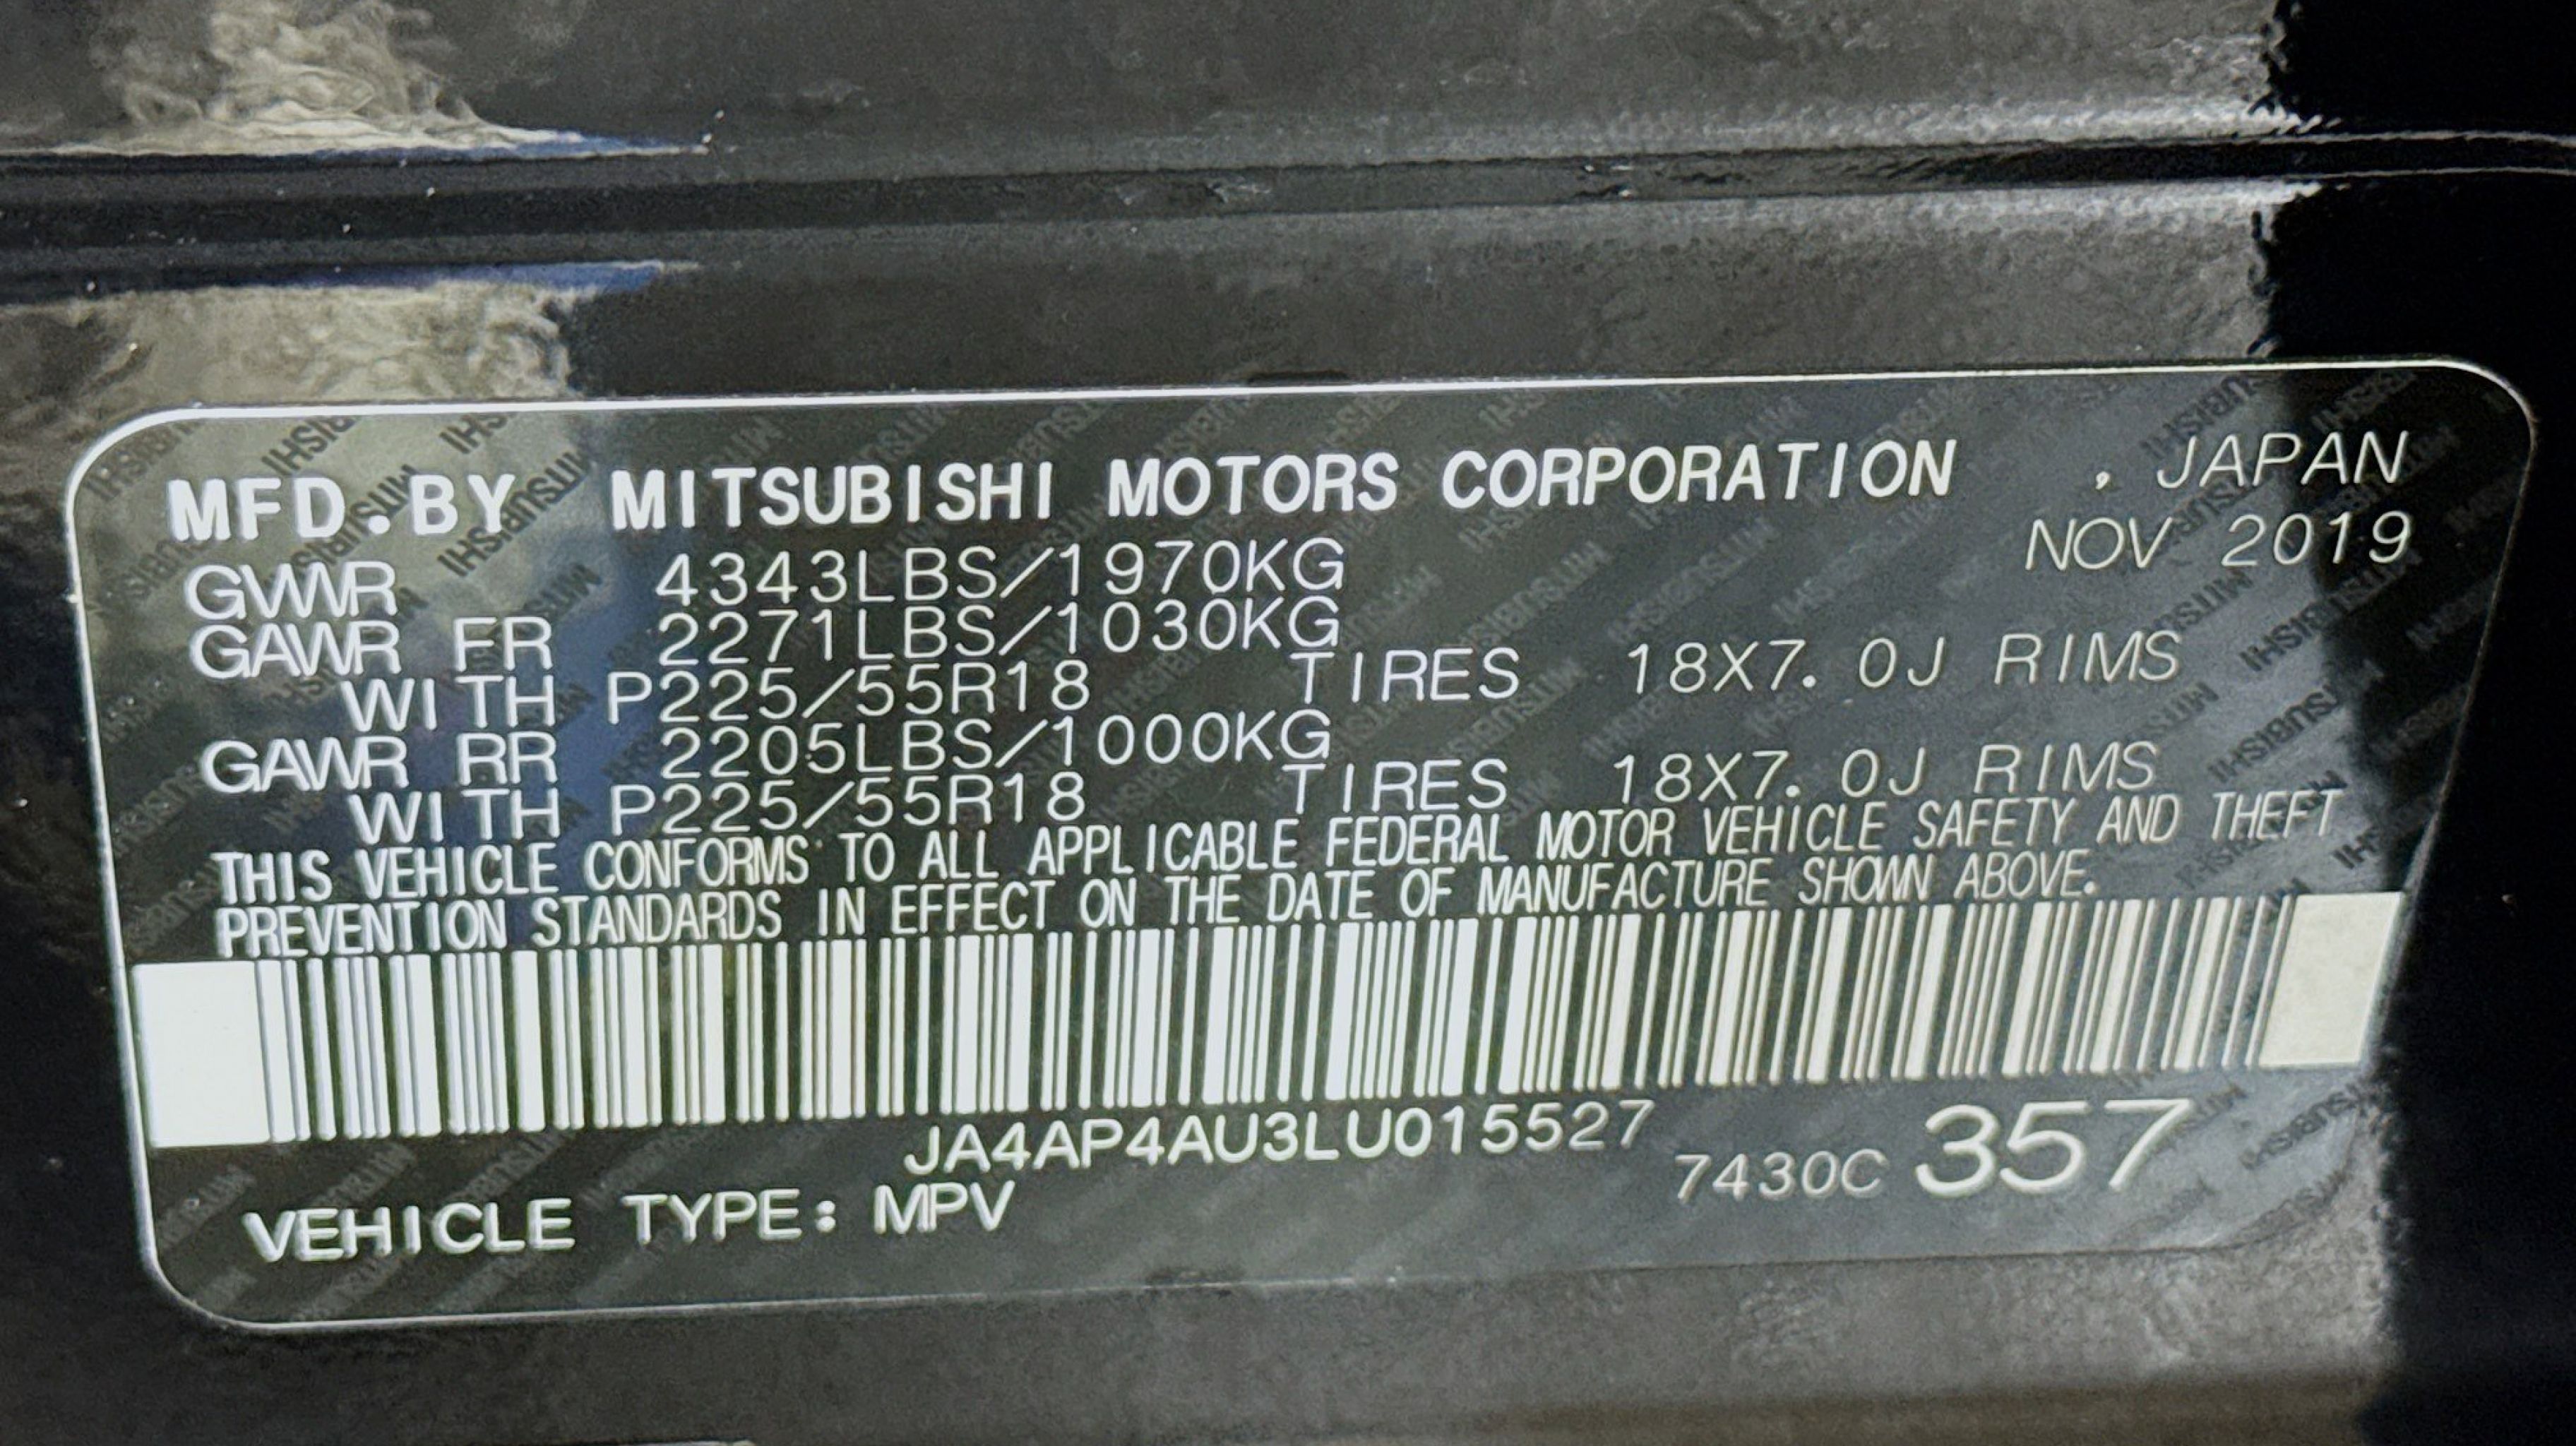 MFD.BY MITSUBISHI MOTORS CORPORATION , JAPAN
NOV 2019
GVWR 4343LBS/1970KG
GAWR FR 2271LBS/1030KG
WITH P225/55R18 TIRES 18X7.0J RIMS
GAWR RR 2205LBS/1000KG
WITH P225/55R18 TIRES 18X7.0J RIMS
THIS VEHICLE CONFORMS TO ALL APPLICABLE FEDERAL MOTOR VEHICLE SAFETY AND THEFT
PREVENTION STANDARDS IN EFFECT ON THE DATE OF MANUFACTURE SHOWN ABOVE.
JA4AP4AU3LU015527
7430C 357
VEHICLE TYPE: MPV